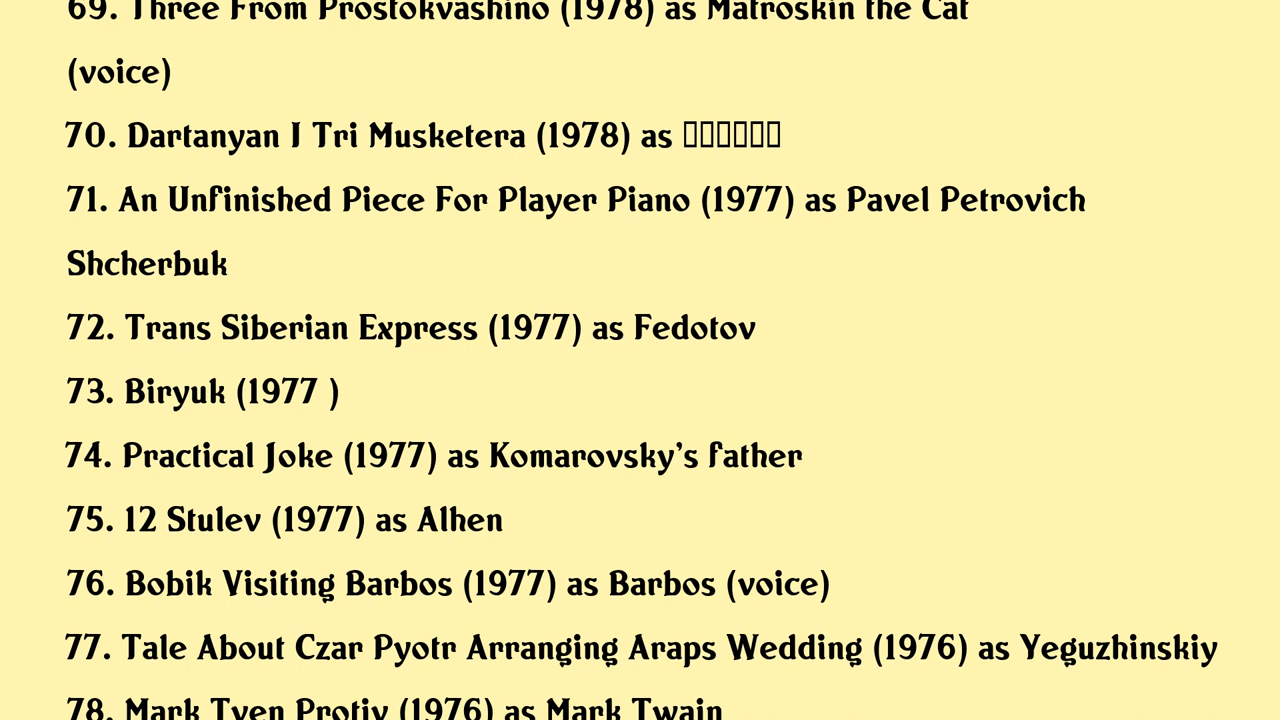 69. Three From Prostokvashino (1978) as Matroskin the Cat
(voice)
70. Dartanyan I Tri Musketera (1978) as
71. An Unfinished Piece For Player Piano (1977) as Pavel Petrovich
Shcherbuk
72. Trans Siberian Express (1977) as Fedotov
73. Biryuk (1977 )
74. Practical Joke (1977) as Komarovsky's father
75. 12 Stulev (1977) as Alhen
76. Bobik Visiting Barbos (1977) as Barbos (voice)
77. Tale About Czar Pyotr Arranging Araps Wedding (1976) as Yeguzhinskiy
78. Mark Tven Protiv (1976) as Mark Twain